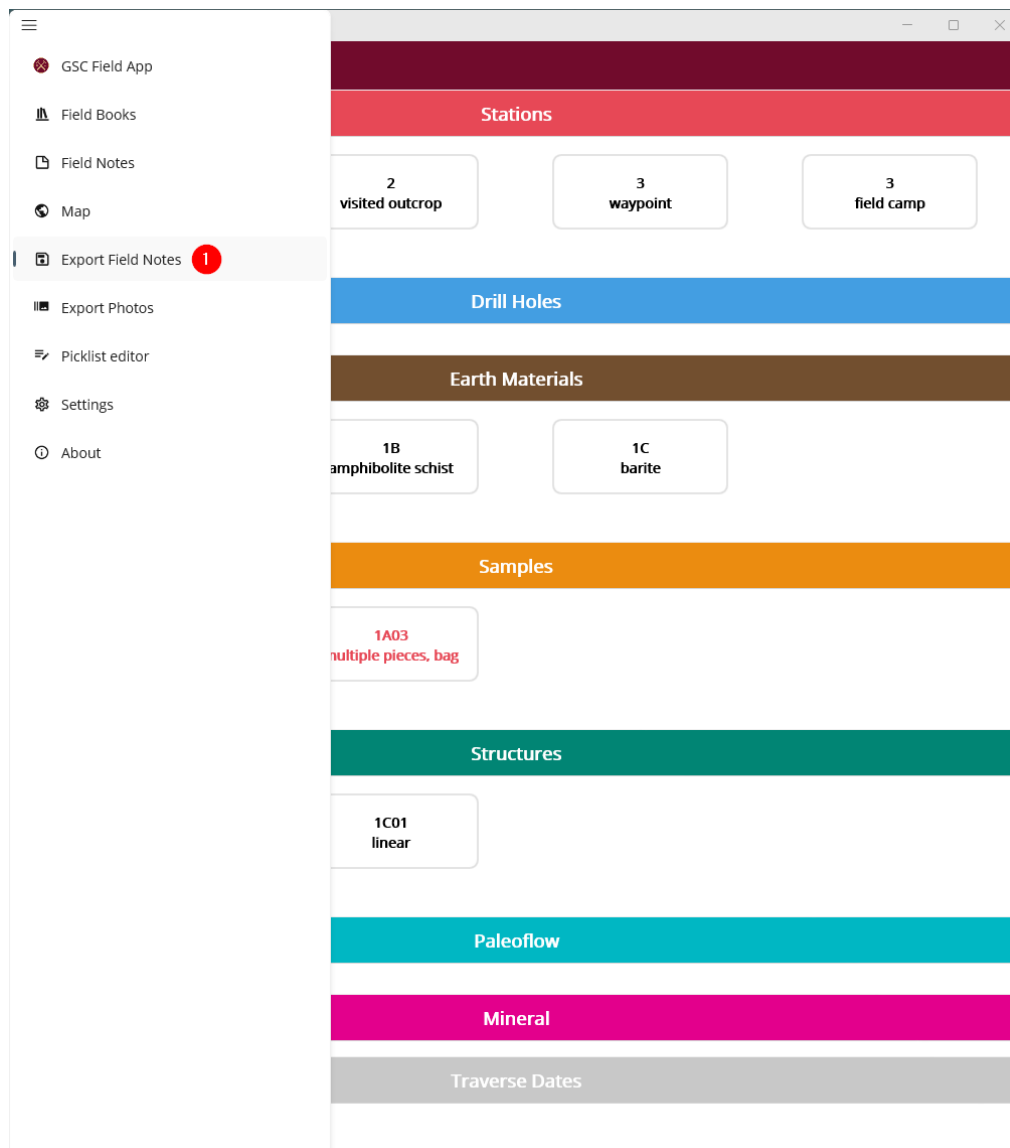 GSC Field App
Field Books
Field Notes
Map
Export Field Notes 1
Export Photos
Picklist editor
Settings
About
Stations
2
visited outcrop
3
waypoint
3
field camp
Drill Holes
Earth Materials
1B
amphibolite schist
1C
barite
Samples
1A03
multiple pieces, bag
Structures
1C01
linear
Paleoflow
Mineral
Traverse Dates